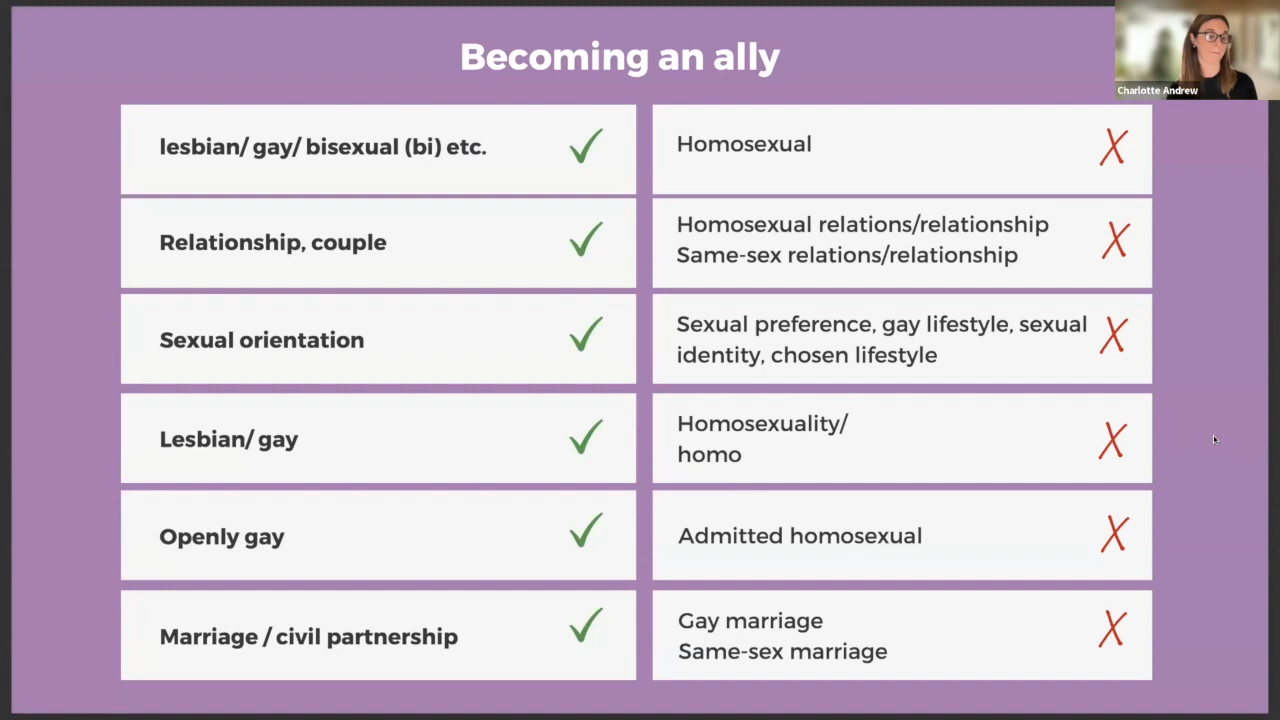 Becoming an ally
Charlotte Andrew
lesbian/ gay/ bisexual (bi) etc.
Homosexual
Relationship, couple
Homosexual relations/relationship
Same-sex relations/relationship
Sexual orientation
Sexual preference, gay lifestyle, sexual
identity, chosen lifestyle
Lesbian/ gay
Homosexuality/
homo
Openly gay
Admitted homosexual
Marriage / civil partnership
Gay marriage
Same-sex marriage